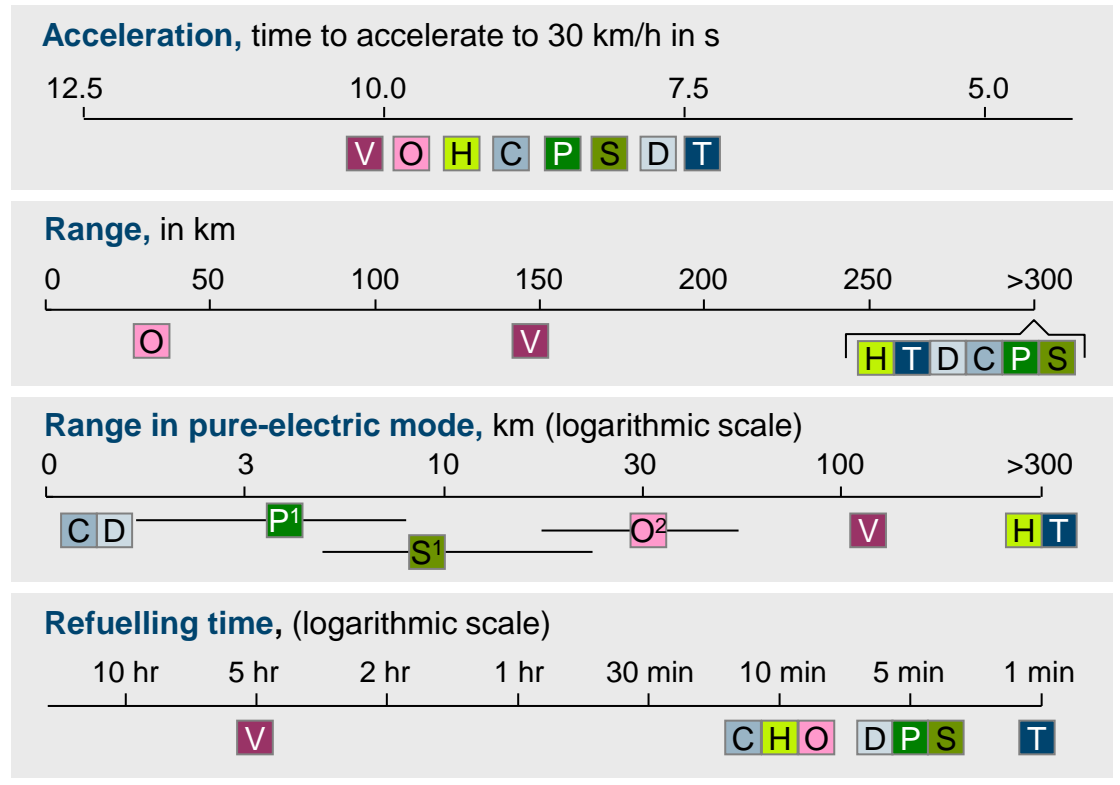 Acceleration, time to accelerate to 30 km/h in s
12.5 10.0 7.5 5.0
V O H C P S D T
Range, in km
0 50 100 150 200 250 >300
O V H T D C P S
Range in pure-electric mode, km (logarithmic scale)
0 3 10 30 100 >300
C D P¹ S¹ O² V H T
Refuelling time, (logarithmic scale)
10 hr 5 hr 2 hr 1 hr 30 min 10 min 5 min 1 min
V C H O D P S T